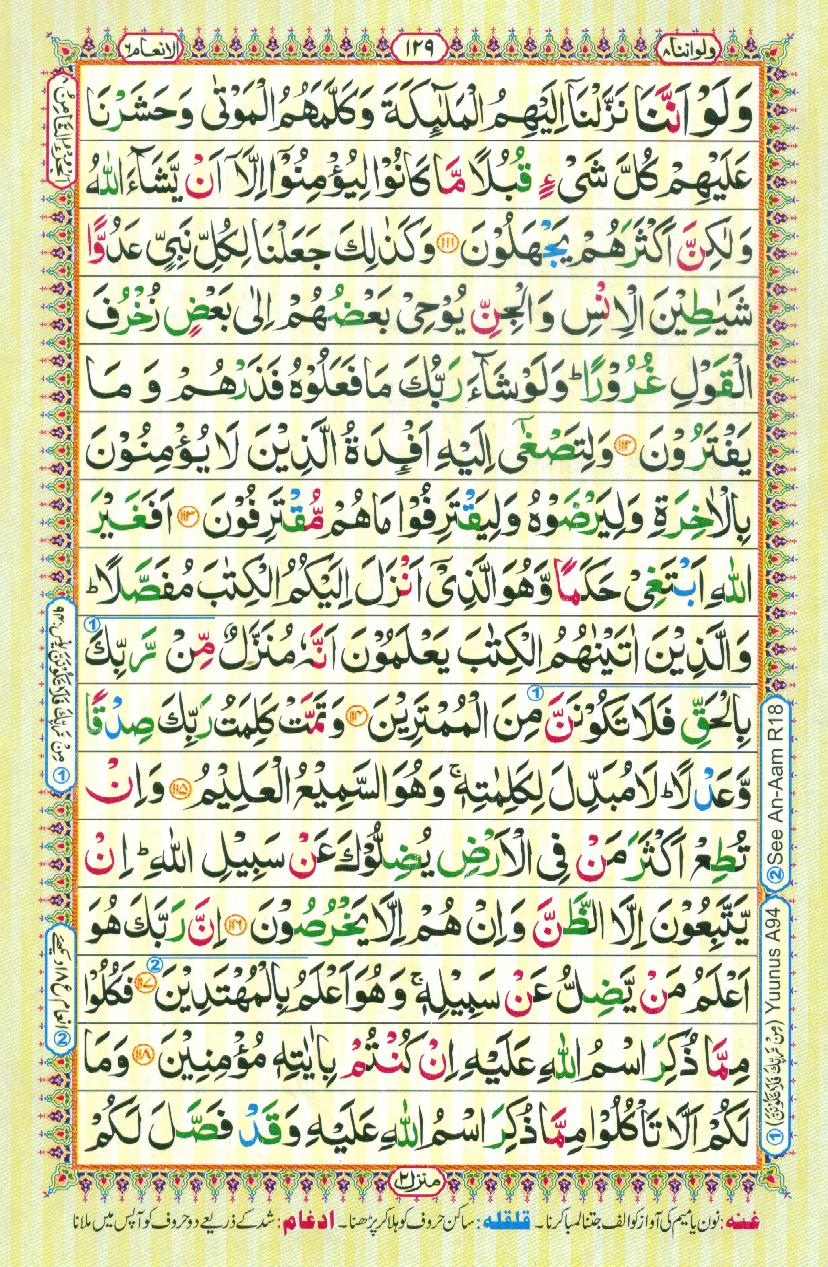 ولواننا ۸
۱۲۹
الانعام ۶
وَلَوْ اَنَّنَا نَزَّلْنَاۤ اِلَيْهِمُ الْمَلٰٓئِكَةَ وَكَلَّمَهُمُ الْمَوْتٰى وَحَشَرْنَا
عَلَيْهِمْ كُلَّ شَیْءٍ قُبُلًا مَّا كَانُوْا لِيُؤْمِنُوْۤا اِلَّاۤ اَنْ يَّشَآءَ اللّٰهُ
وَلٰكِنَّ اَكْثَرَهُمْ يَجْهَلُوْنَ ﴿۱۱۱﴾ وَكَذٰلِكَ جَعَلْنَا لِكُلِّ نَبِيٍّ عَدُوًّا
شَيٰطِيْنَ الْاِنْسِ وَالْجِنِّ يُوْحِيْ بَعْضُهُمْ اِلٰى بَعْضٍ زُخْرُفَ
الْقَوْلِ غُرُوْرًا ؕ وَلَوْ شَآءَ رَبُّكَ مَا فَعَلُوْهُ فَذَرْهُمْ وَمَا
يَفْتَرُوْنَ ﴿۱۱۲﴾ وَلِتَصْغٰۤى اِلَيْهِ اَفْـِٕدَةُ الَّذِيْنَ لَا يُؤْمِنُوْنَ
بِالْاٰخِرَةِ وَلِيَرْضَوْهُ وَلِيَقْتَرِفُوْا مَا هُمْ مُّقْتَرِفُوْنَ ﴿۱۱۳﴾ اَفَغَيْرَ
اللّٰهِ اَبْتَغِيْ حَكَمًا وَّهُوَ الَّذِيْۤ اَنْزَلَ اِلَيْكُمُ الْكِتٰبَ مُفَصَّلًا ؕ
وَالَّذِيْنَ اٰتَيْنٰهُمُ الْكِتٰبَ يَعْلَمُوْنَ اَنَّهٗ مُنَزَّلٌ مِّنْ رَّبِّكَ
بِالْحَقِّ فَلَا تَكُوْنَنَّ مِنَ الْمُمْتَرِيْنَ ﴿۱۱۴﴾ وَتَمَّتْ كَلِمَتُ رَبِّكَ صِدْقًا
وَّعَدْلًا ؕ لَا مُبَدِّلَ لِكَلِمٰتِهٖ ۚ وَهُوَ السَّمِيْعُ الْعَلِيْمُ ﴿۱۱۵﴾ وَاِنْ
تُطِعْ اَكْثَرَ مَنْ فِى الْاَرْضِ يُضِلُّوْكَ عَنْ سَبِيْلِ اللّٰهِ ؕ اِنْ
يَّتَّبِعُوْنَ اِلَّا الظَّنَّ وَاِنْ هُمْ اِلَّا يَخْرُصُوْنَ ﴿۱۱۶﴾ اِنَّ رَبَّكَ هُوَ
اَعْلَمُ مَنْ يَّضِلُّ عَنْ سَبِيْلِهٖ ۚ وَهُوَ اَعْلَمُ بِالْمُهْتَدِيْنَ ﴿۱۱۷﴾ فَكُلُوْا
مِمَّا ذُكِرَ اسْمُ اللّٰهِ عَلَيْهِ اِنْ كُنْتُمْ بِاٰيٰتِهٖ مُؤْمِنِيْنَ ﴿۱۱۸﴾ وَمَا
لَكُمْ اَلَّا تَاْكُلُوْا مِمَّا ذُكِرَ اسْمُ اللّٰهِ عَلَيْهِ وَقَدْ فَصَّلَ لَكُمْ
② See An-Aam R18
① Yuunus A94
منزل ۲
غنه: نون یا میم کی آواز کو الف جتنا لمبا کرنا۔ قلقله: ساکن حروف کو ہلا کر پڑھنا۔ ادغام: شد کے ذریعے دو حروف کو آپس میں ملانا